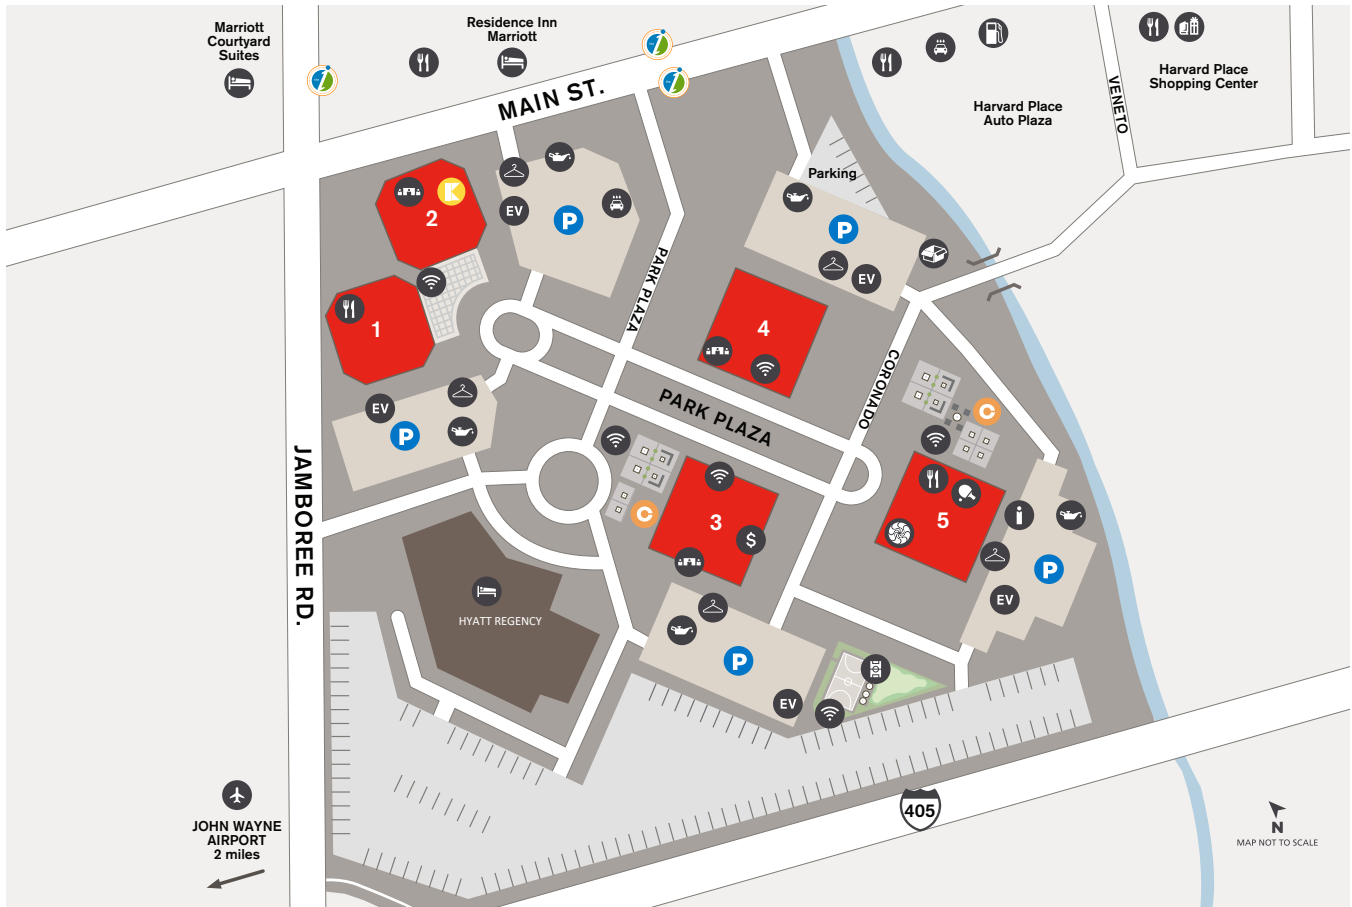 Marriott
Courtyard
Suites
Residence Inn
Marriott
MAIN ST.
Harvard Place
Auto Plaza
VENETO
Harvard Place
Shopping Center
Parking
2
K
EV
P
P
EV
1
PARK PLAZA
4
CORONADO
PARK PLAZA
EV
P
C
C
3
$
5
i
P
EV
JAMBOREE RD.
HYATT REGENCY
P
EV
405
JOHN WAYNE
AIRPORT
2 miles
N
MAP NOT TO SCALE